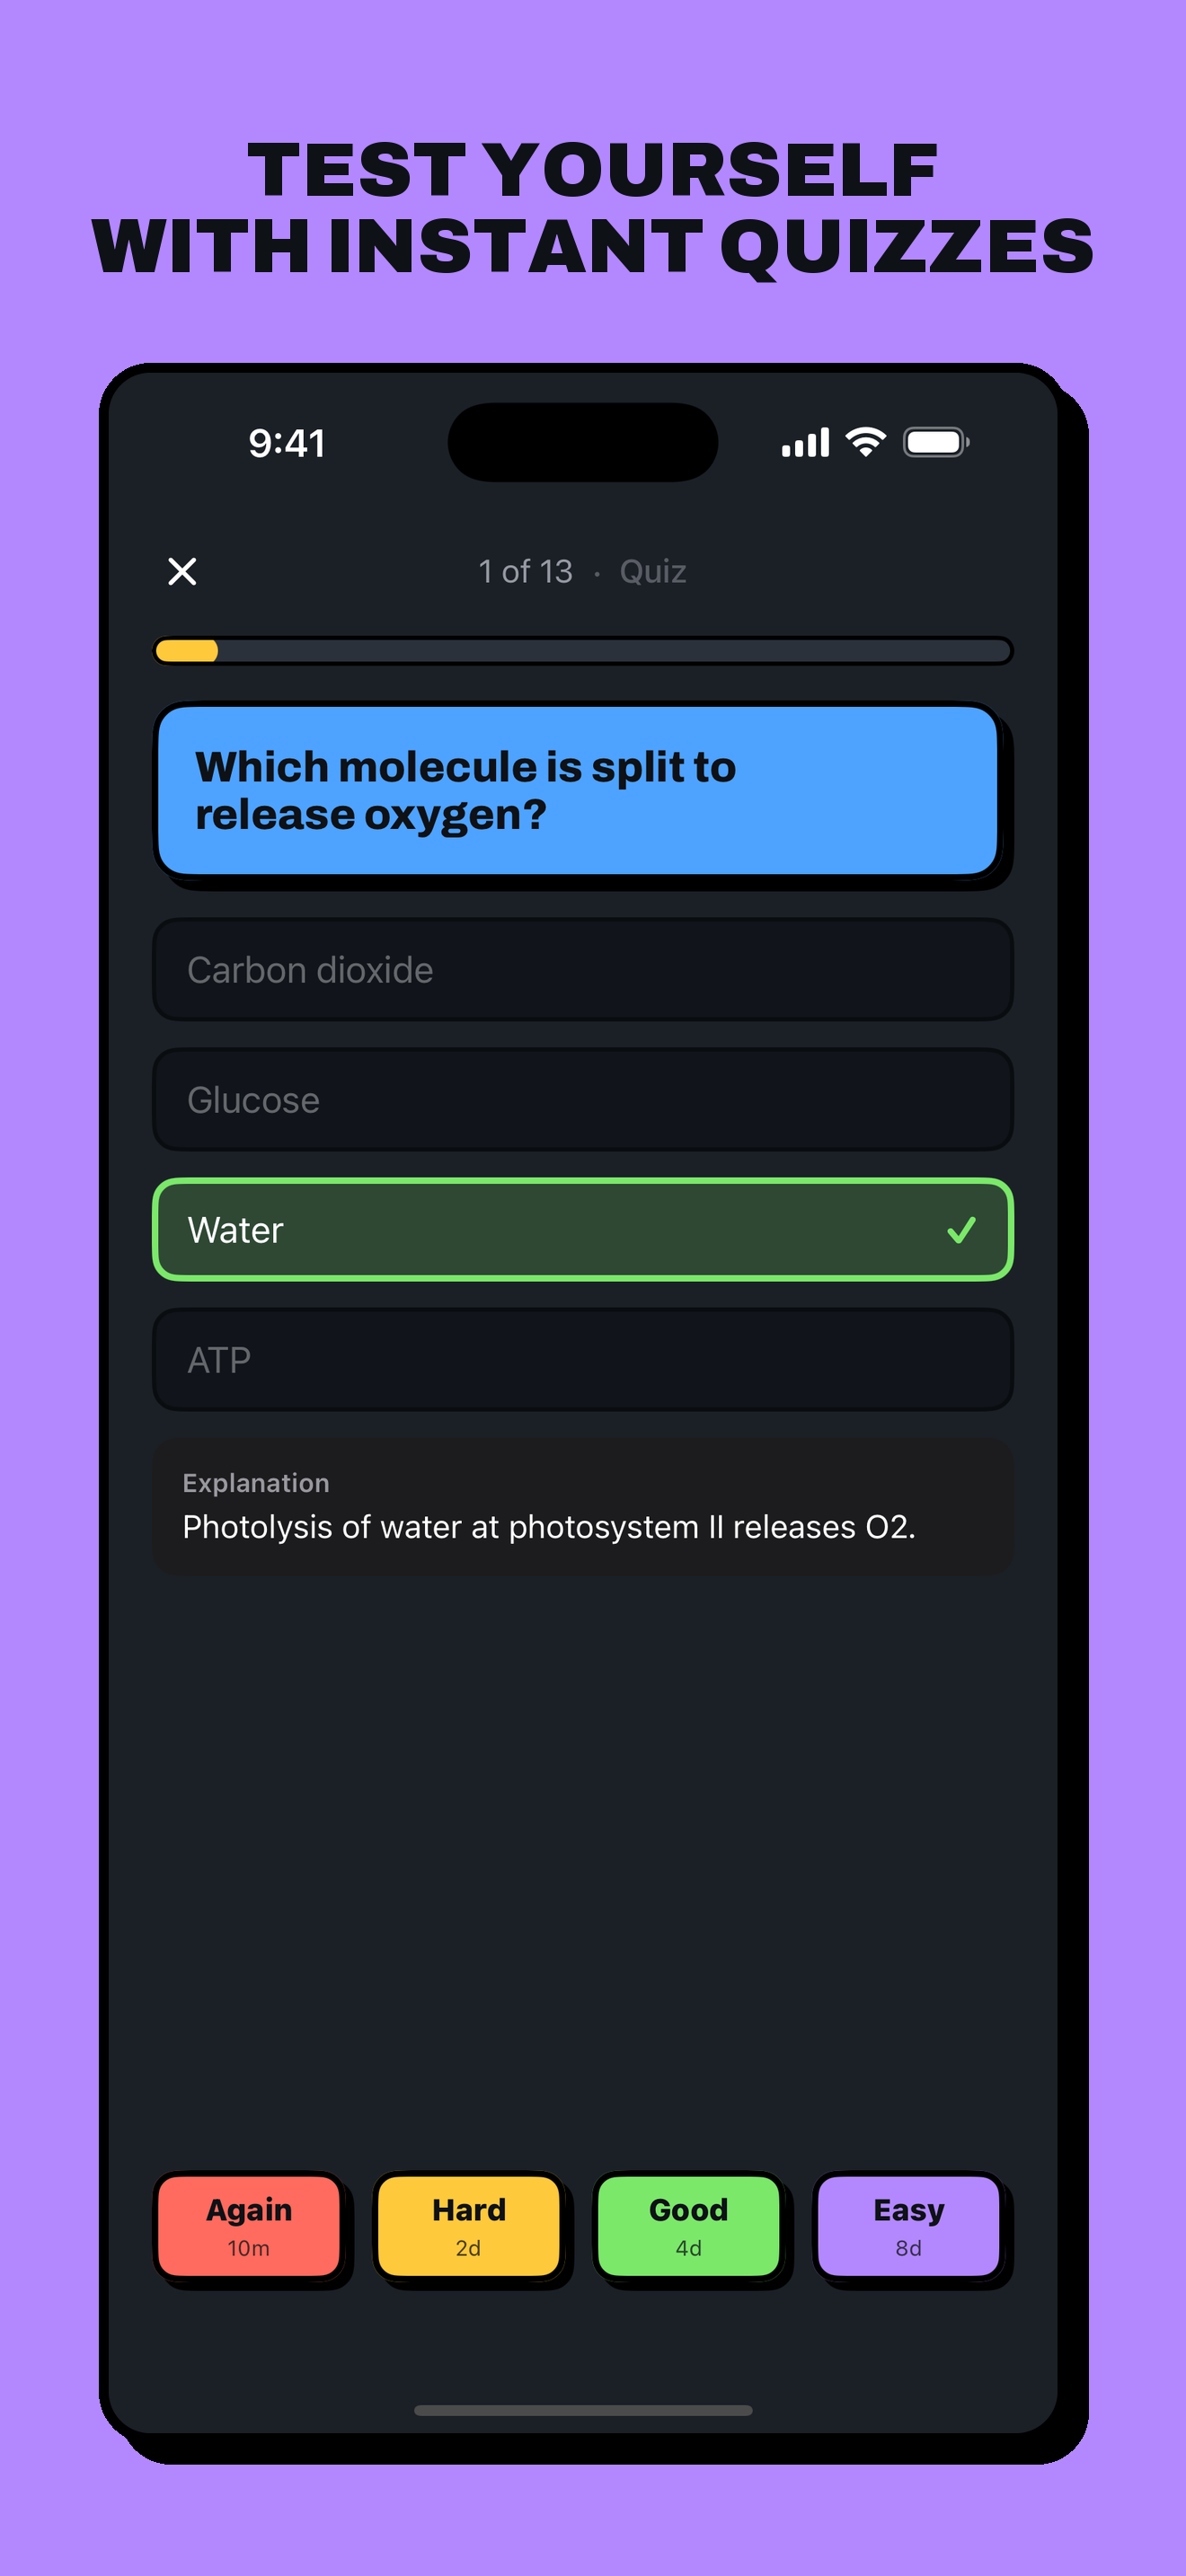 TEST YOURSELF
WITH INSTANT QUIZZES
9:41
1 of 13 · Quiz
Which molecule is split to
release oxygen?
Carbon dioxide
Glucose
Water
ATP
Explanation
Photolysis of water at photosystem II releases O2.
Again Hard Good Easy
10m 2d 4d 8d